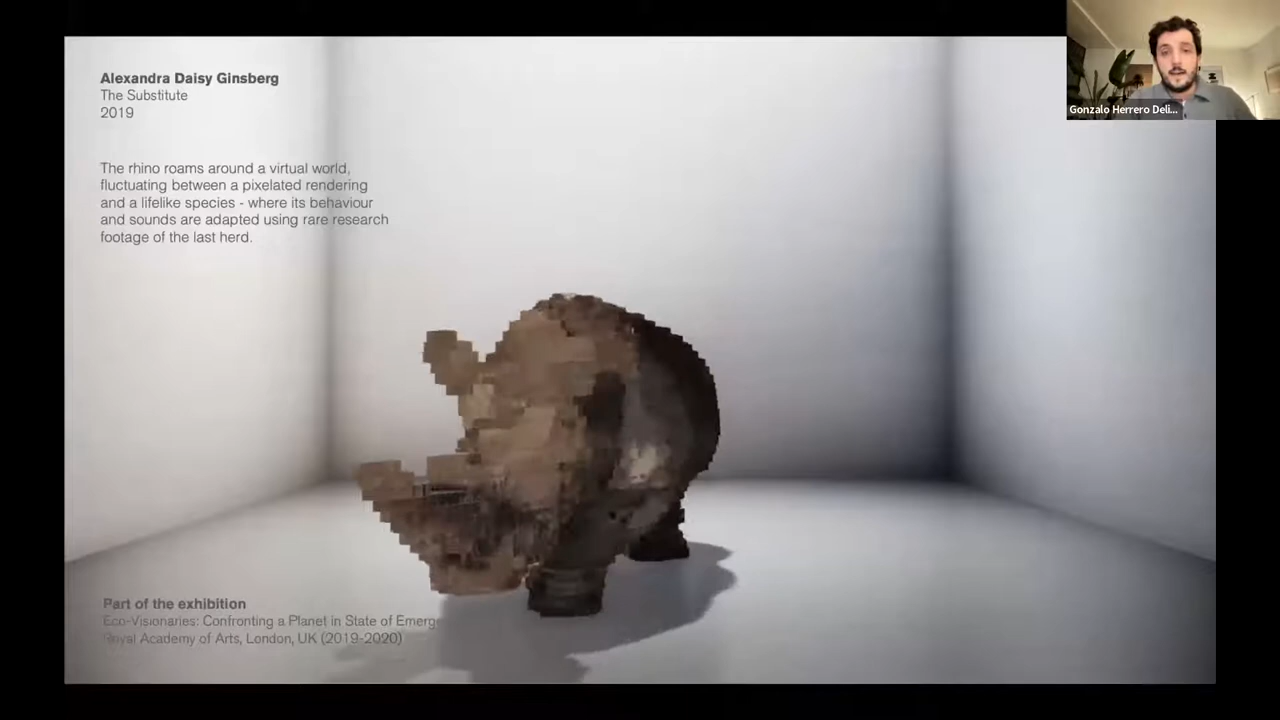 Alexandra Daisy Ginsberg
The Substitute
2019
The rhino roams around a virtual world,
fluctuating between a pixelated rendering
and a lifelike species - where its behaviour
and sounds are adapted using rare research
footage of the last herd.
Part of the exhibition
Eco-Visionaries: Confronting a Planet in State of Emerge
Royal Academy of Arts, London, UK (2019-2020)
Gonzalo Herrero Deli...